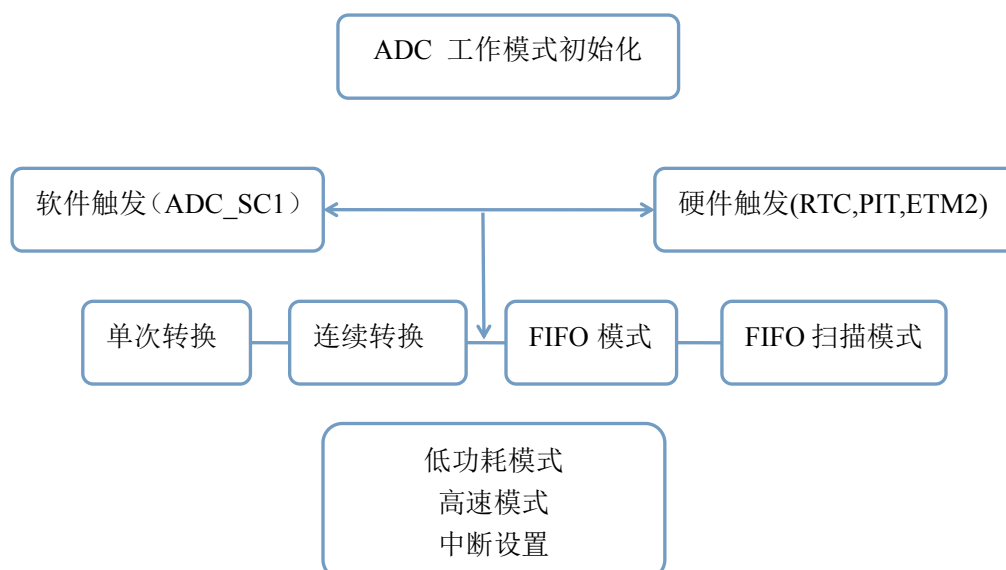 ADC 工作模式初始化
软件触发（ADC_SC1）
硬件触发(RTC,PIT,ETM2)
单次转换
连续转换
FIFO 模式
FIFO 扫描模式
低功耗模式
高速模式
中断设置